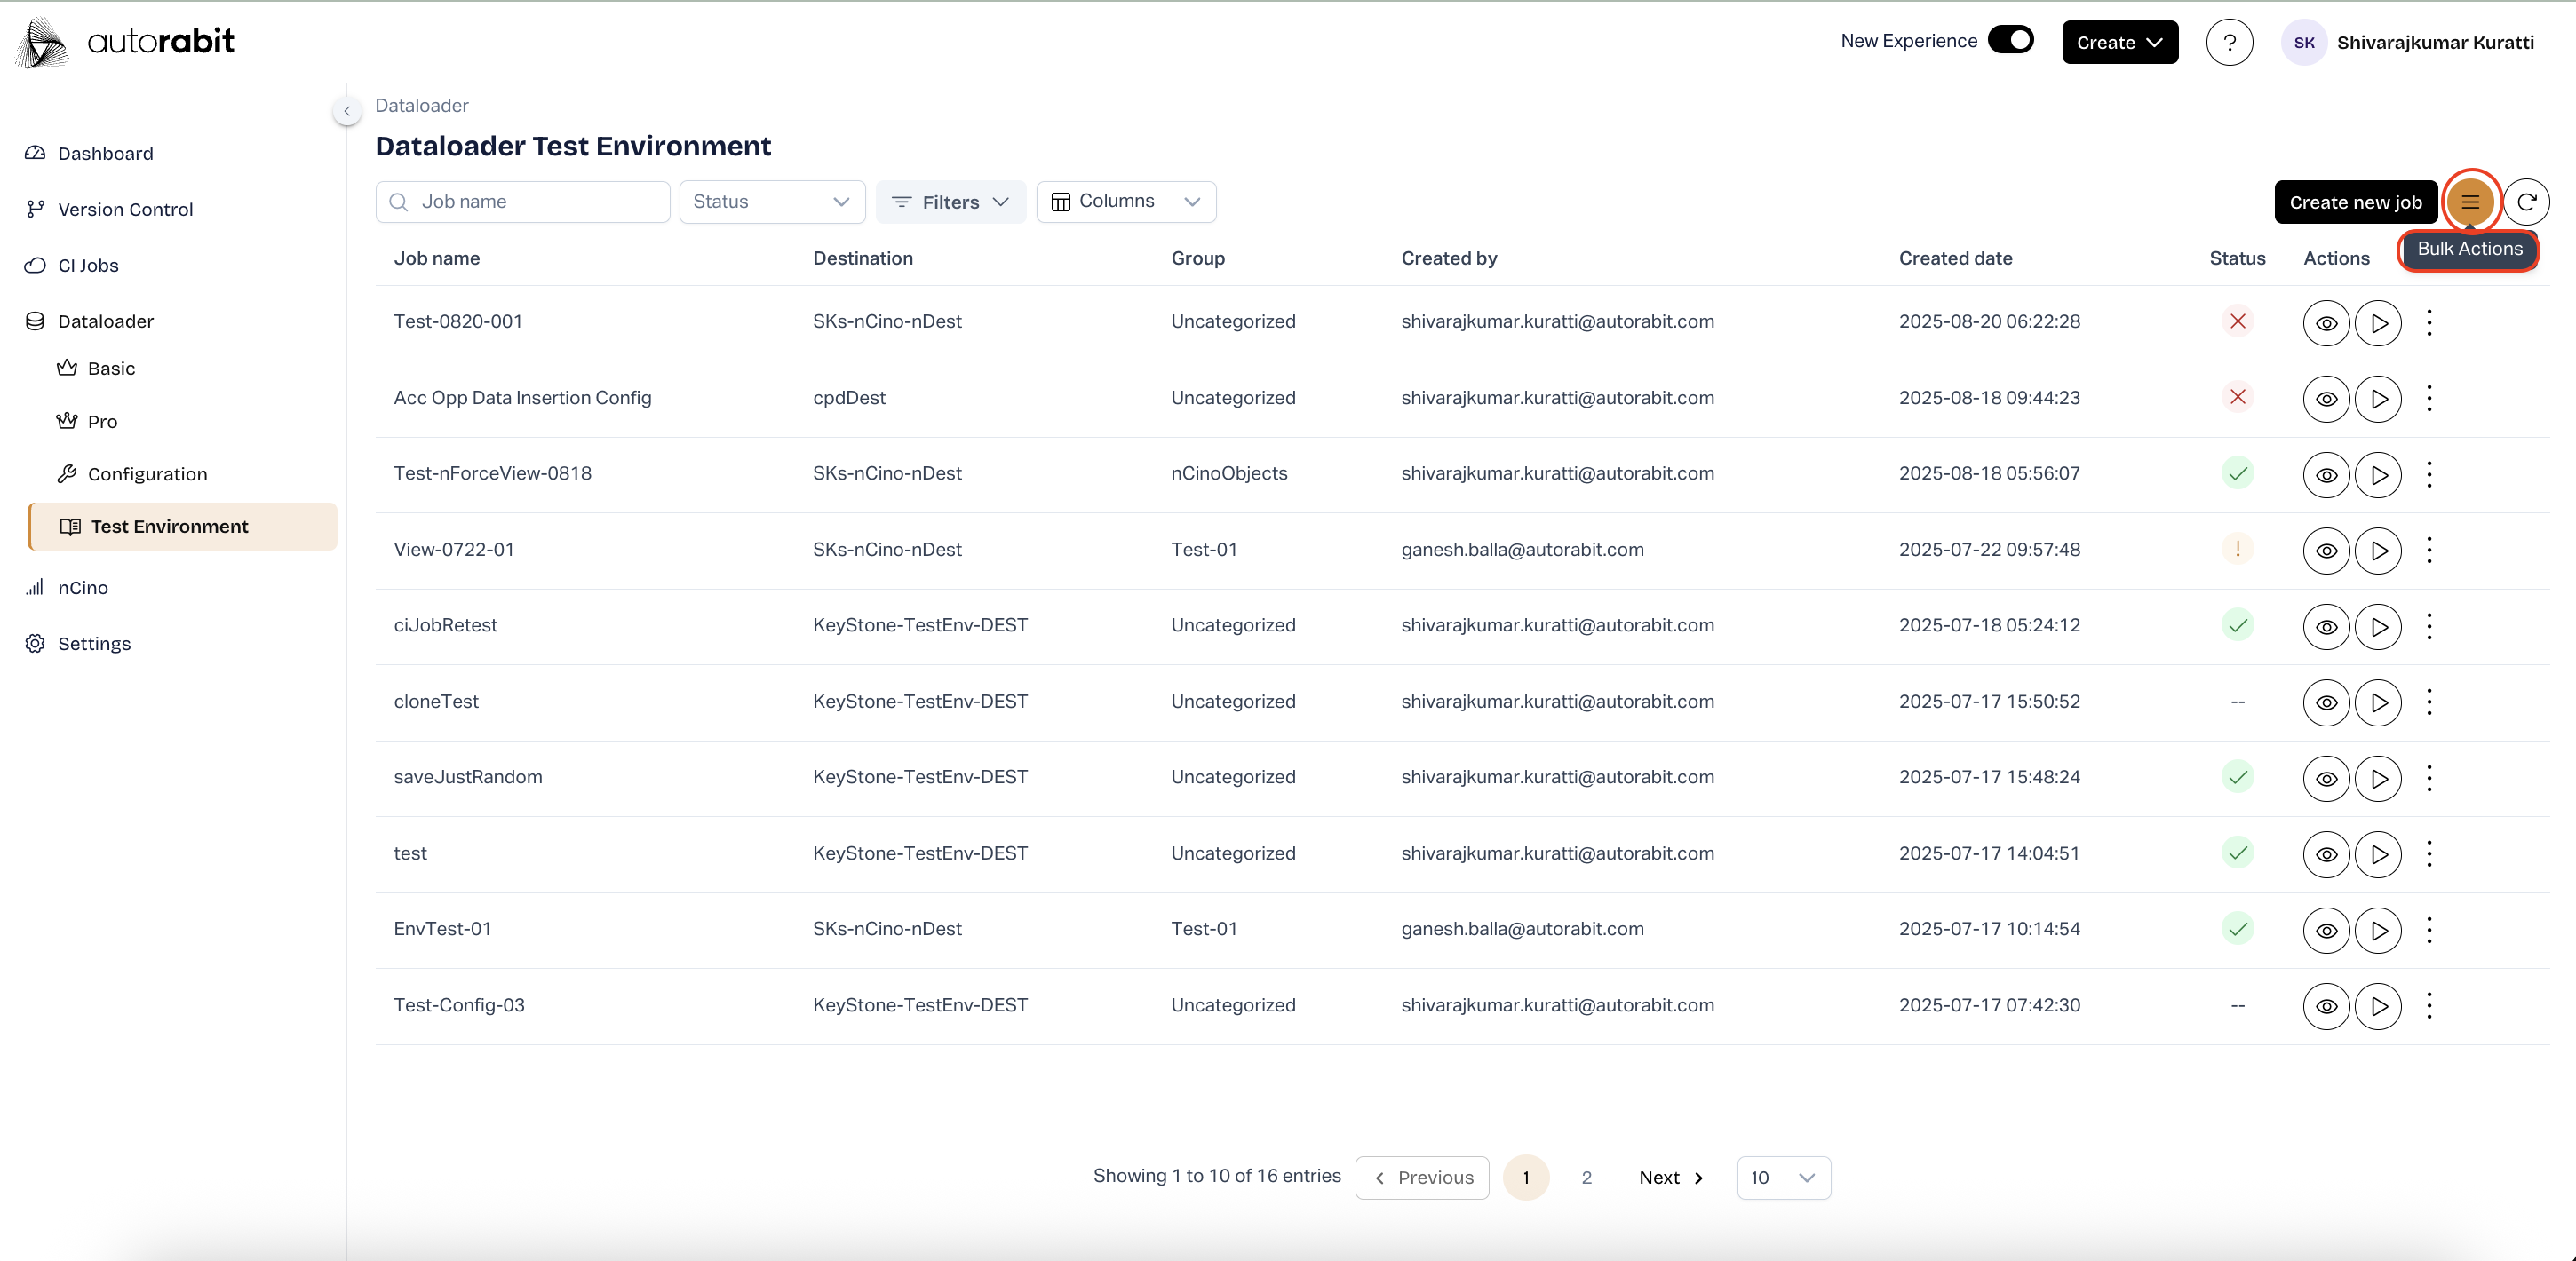 autorabit
New Experience
Create
?
SK
Shivarajkumar Kuratti
Dashboard
Version Control
CI Jobs
Dataloader
Basic
Pro
Configuration
Test Environment
nCino
Settings
Dataloader
Dataloader Test Environment
Job name
Status
Filters
Columns
Create new job
Bulk Actions
Job name Destination Group Created by Created date Status Actions
Test-0820-001 SKs-nCino-nDest Uncategorized shivarajkumar.kuratti@autorabit.com 2025-08-20 06:22:28
Acc Opp Data Insertion Config cpdDest Uncategorized shivarajkumar.kuratti@autorabit.com 2025-08-18 09:44:23
Test-nForceView-0818 SKs-nCino-nDest nCinoObjects shivarajkumar.kuratti@autorabit.com 2025-08-18 05:56:07
View-0722-01 SKs-nCino-nDest Test-01 ganesh.balla@autorabit.com 2025-07-22 09:57:48 !
ciJobRetest KeyStone-TestEnv-DEST Uncategorized shivarajkumar.kuratti@autorabit.com 2025-07-18 05:24:12
cloneTest KeyStone-TestEnv-DEST Uncategorized shivarajkumar.kuratti@autorabit.com 2025-07-17 15:50:52 --
saveJustRandom KeyStone-TestEnv-DEST Uncategorized shivarajkumar.kuratti@autorabit.com 2025-07-17 15:48:24
test KeyStone-TestEnv-DEST Uncategorized shivarajkumar.kuratti@autorabit.com 2025-07-17 14:04:51
EnvTest-01 SKs-nCino-nDest Test-01 ganesh.balla@autorabit.com 2025-07-17 10:14:54
Test-Config-03 KeyStone-TestEnv-DEST Uncategorized shivarajkumar.kuratti@autorabit.com 2025-07-17 07:42:30 --
Showing 1 to 10 of 16 entries Previous 1 2 Next 10